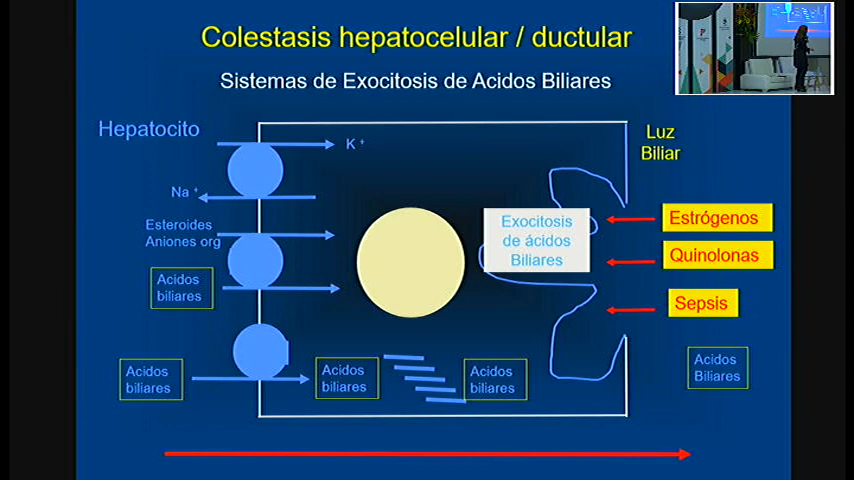 Colestasis hepatocelular / ductular
Sistemas de Exocitosis de Acidos Biliares
Hepatocito
K +
Luz
Biliar
Na +
Esteroides
Aniones org
Acidos
biliares
Exocitosis
de ácidos
Biliares
Estrógenos
Quinolonas
Sepsis
Acidos
biliares
Acidos
biliares
Acidos
biliares
Acidos
Biliares